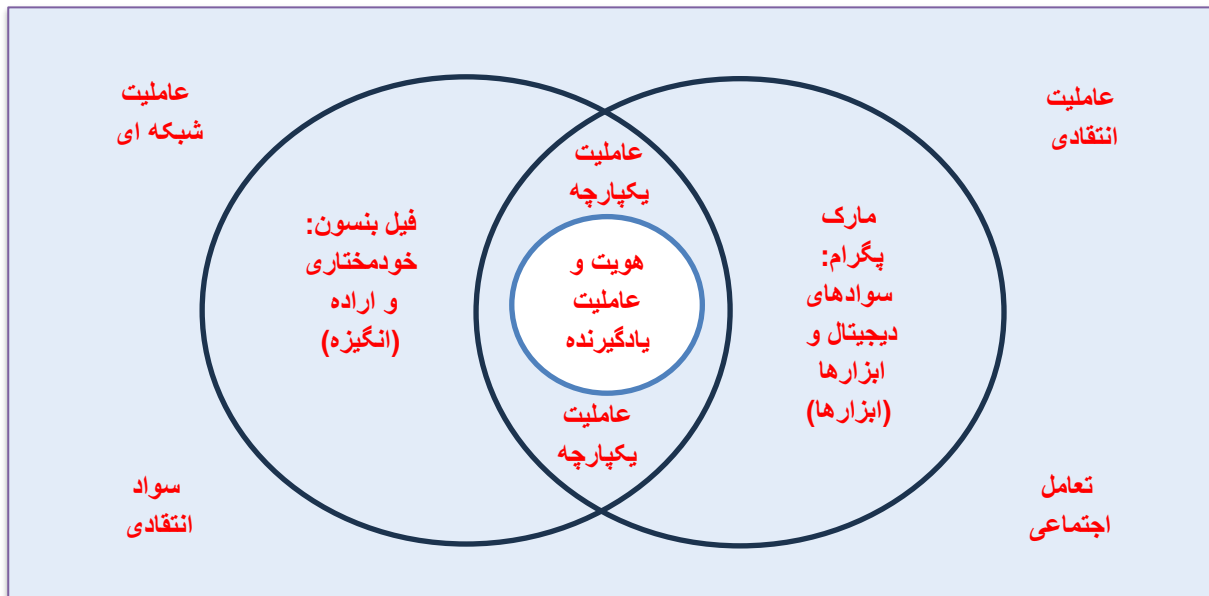 عاملیت
انتقادی
عاملیت
شبکه ای
عاملیت
یکپارچه
مارک
پگرام:
سوادهای
دیجیتال و
ابزارها
(ابزارها)
هویت و
عاملیت
یادگیرنده
فیل بنسون:
خودمختاری
و اراده
(انگیزه)
عاملیت
یکپارچه
تعامل
اجتماعی
سواد
انتقادی